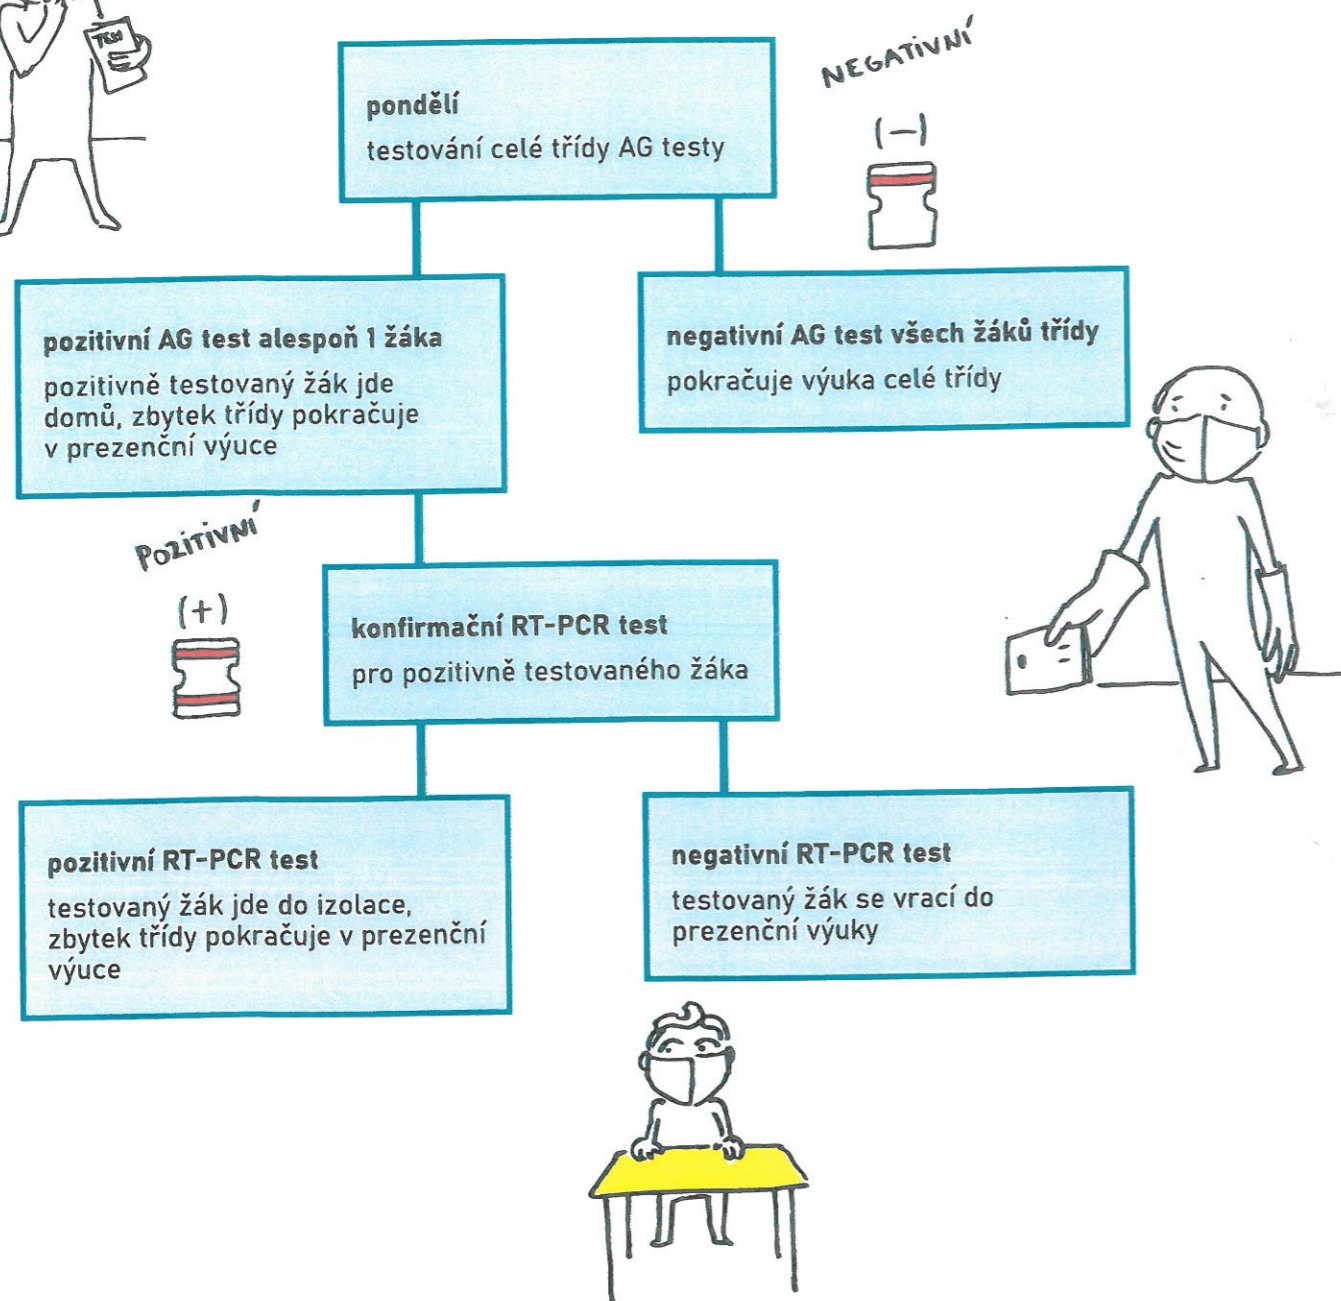 TEST
NEGATIVNÍ
(-)
pondělí
testování celé třídy AG testy
pozitivní AG test alespoň 1 žáka
pozitivně testovaný žák jde
domů, zbytek třídy pokračuje
v prezenční výuce
negativní AG test všech žáků třídy
pokračuje výuka celé třídy
POZITIVNÍ
(+)
konfirmační RT-PCR test
pro pozitivně testovaného žáka
pozitivní RT-PCR test
testovaný žák jde do izolace,
zbytek třídy pokračuje v prezenční
výuce
negativní RT-PCR test
testovaný žák se vrací do
prezenční výuky